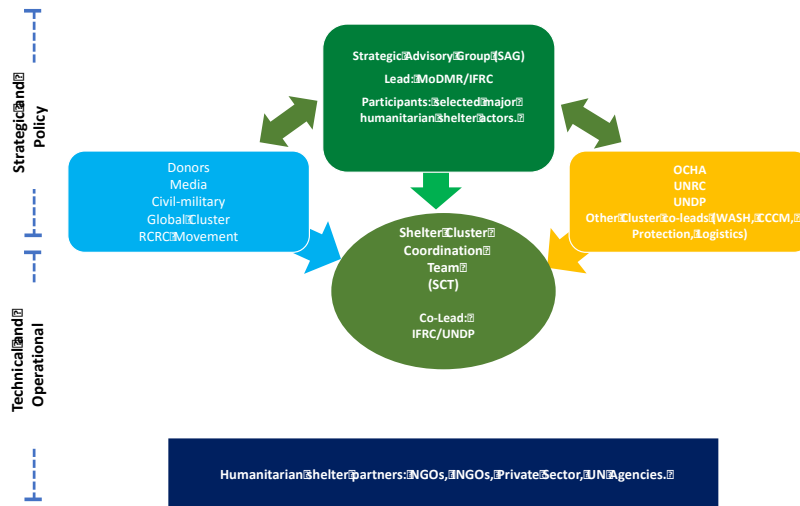 Strategic and
Policy
Technical and
Operational
Strategic Advisory Group (SAG)
Lead: MoDMR/IFRC
Participants: selected major
humanitarian shelter actors.
Donors
Media
Civil-military
Global Cluster
RCRC Movement
OCHA
UNRC
UNDP
Other Cluster co-leads (WASH, CCCM,
Protection, Logistics)
Shelter Cluster
Coordination
Team
(SCT)
Co-Lead:
IFRC/UNDP
Humanitarian shelter partners: NGOs, INGOs, Private Sector, UN Agencies.